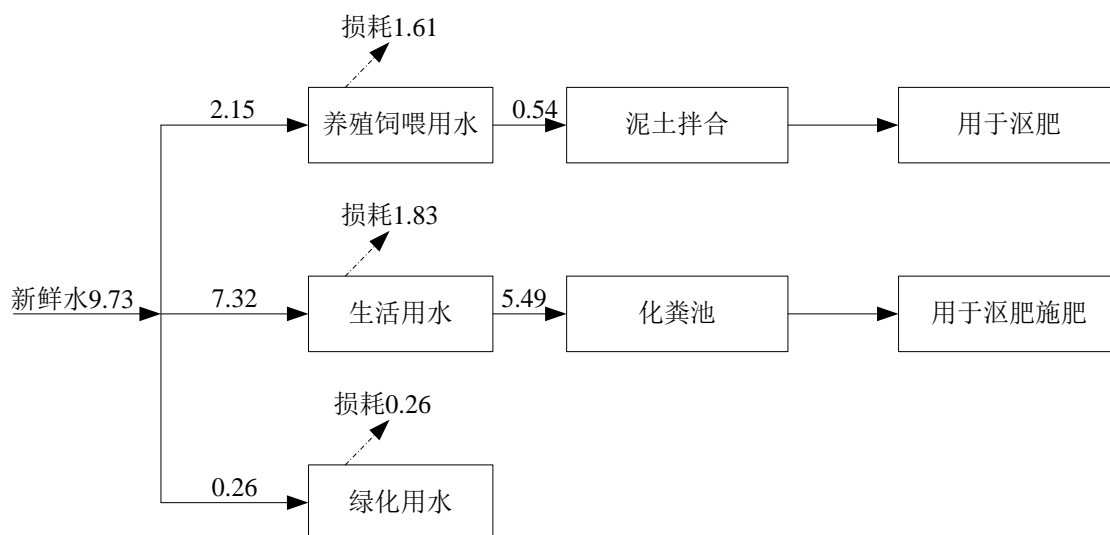 损耗1.61
2.15
养殖饲喂用水
0.54
泥土拌合
用于沤肥
损耗1.83
新鲜水9.73
7.32
生活用水
5.49
化粪池
用于沤肥施肥
损耗0.26
0.26
绿化用水